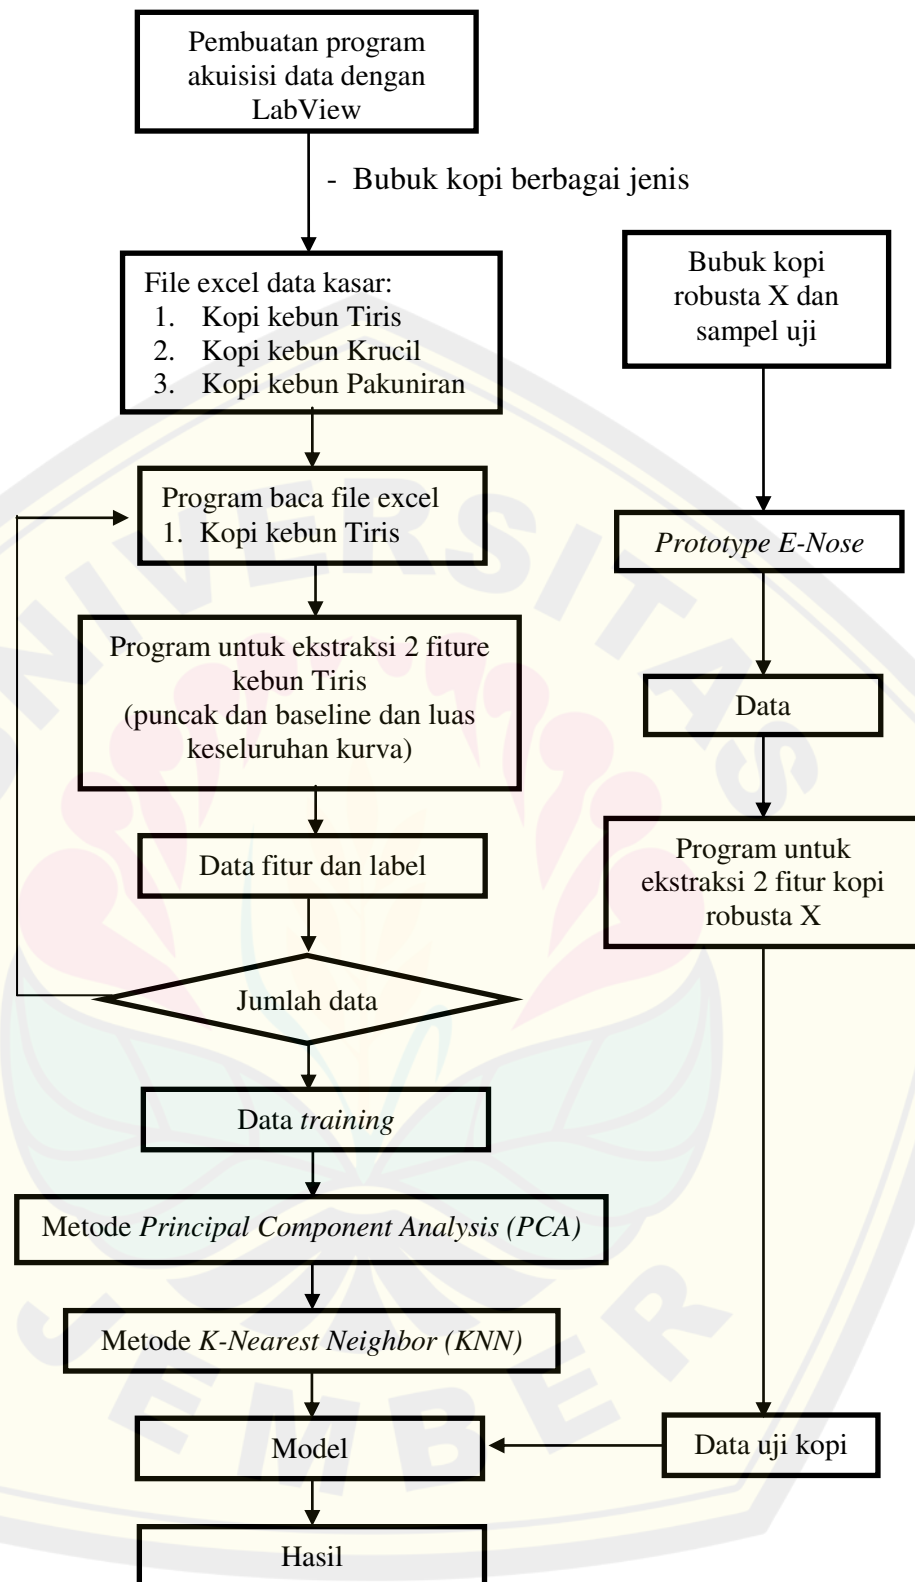 Pembuatan program
akuisisi data dengan
LabView
- Bubuk kopi berbagai jenis
File excel data kasar:
1. Kopi kebun Tiris
2. Kopi kebun Krucil
3. Kopi kebun Pakuniran
Program baca file excel
1. Kopi kebun Tiris
Program untuk ekstraksi 2 fiture
kebun Tiris
(puncak dan baseline dan luas
keseluruhan kurva)
Data fitur dan label
Jumlah data
Data training
Metode Principal Component Analysis (PCA)
Metode K-Nearest Neighbor (KNN)
Model
Hasil
Bubuk kopi
robusta X dan
sampel uji
Prototype E-Nose
Data
Program untuk
ekstraksi 2 fitur kopi
robusta X
Data uji kopi
UNIVERSITAS
JEMBER